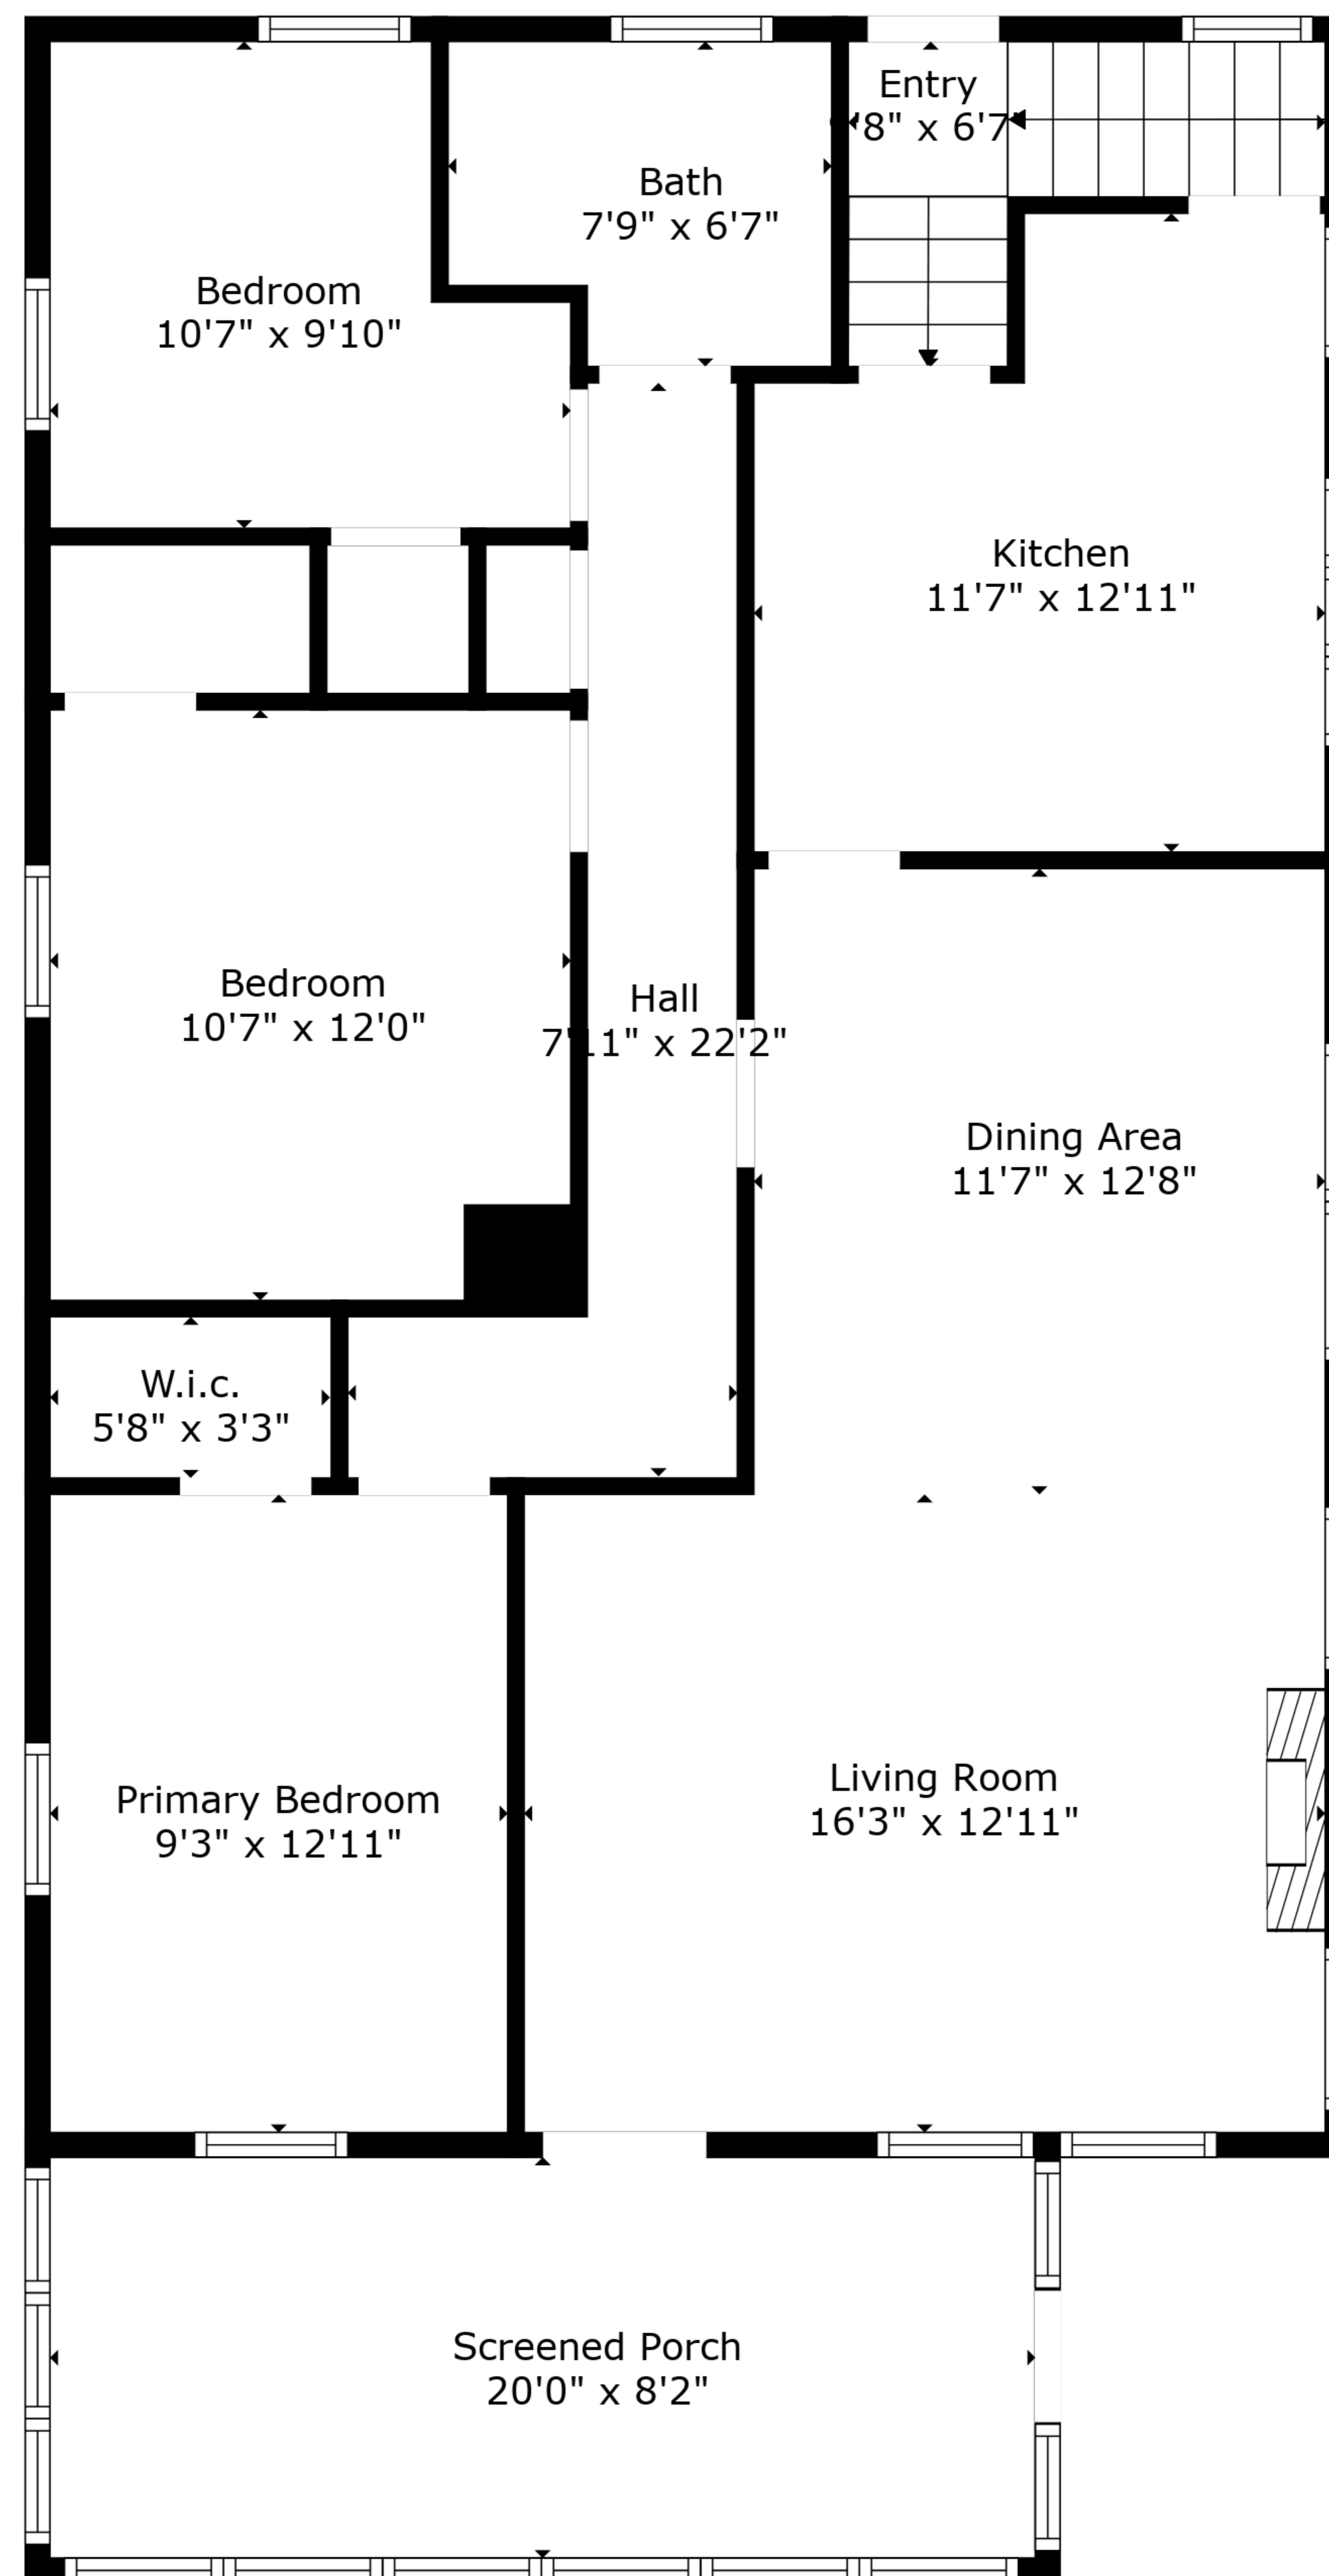 Entry
'8" x 6'7"
Bath
7'9" x 6'7"
Bedroom
10'7" x 9'10"
Kitchen
11'7" x 12'11"
Bedroom
10'7" x 12'0"
Hall
7'11" x 22'2"
Dining Area
11'7" x 12'8"
W.i.c.
5'8" x 3'3"
Living Room
16'3" x 12'11"
Primary Bedroom
9'3" x 12'11"
Screened Porch
20'0" x 8'2"